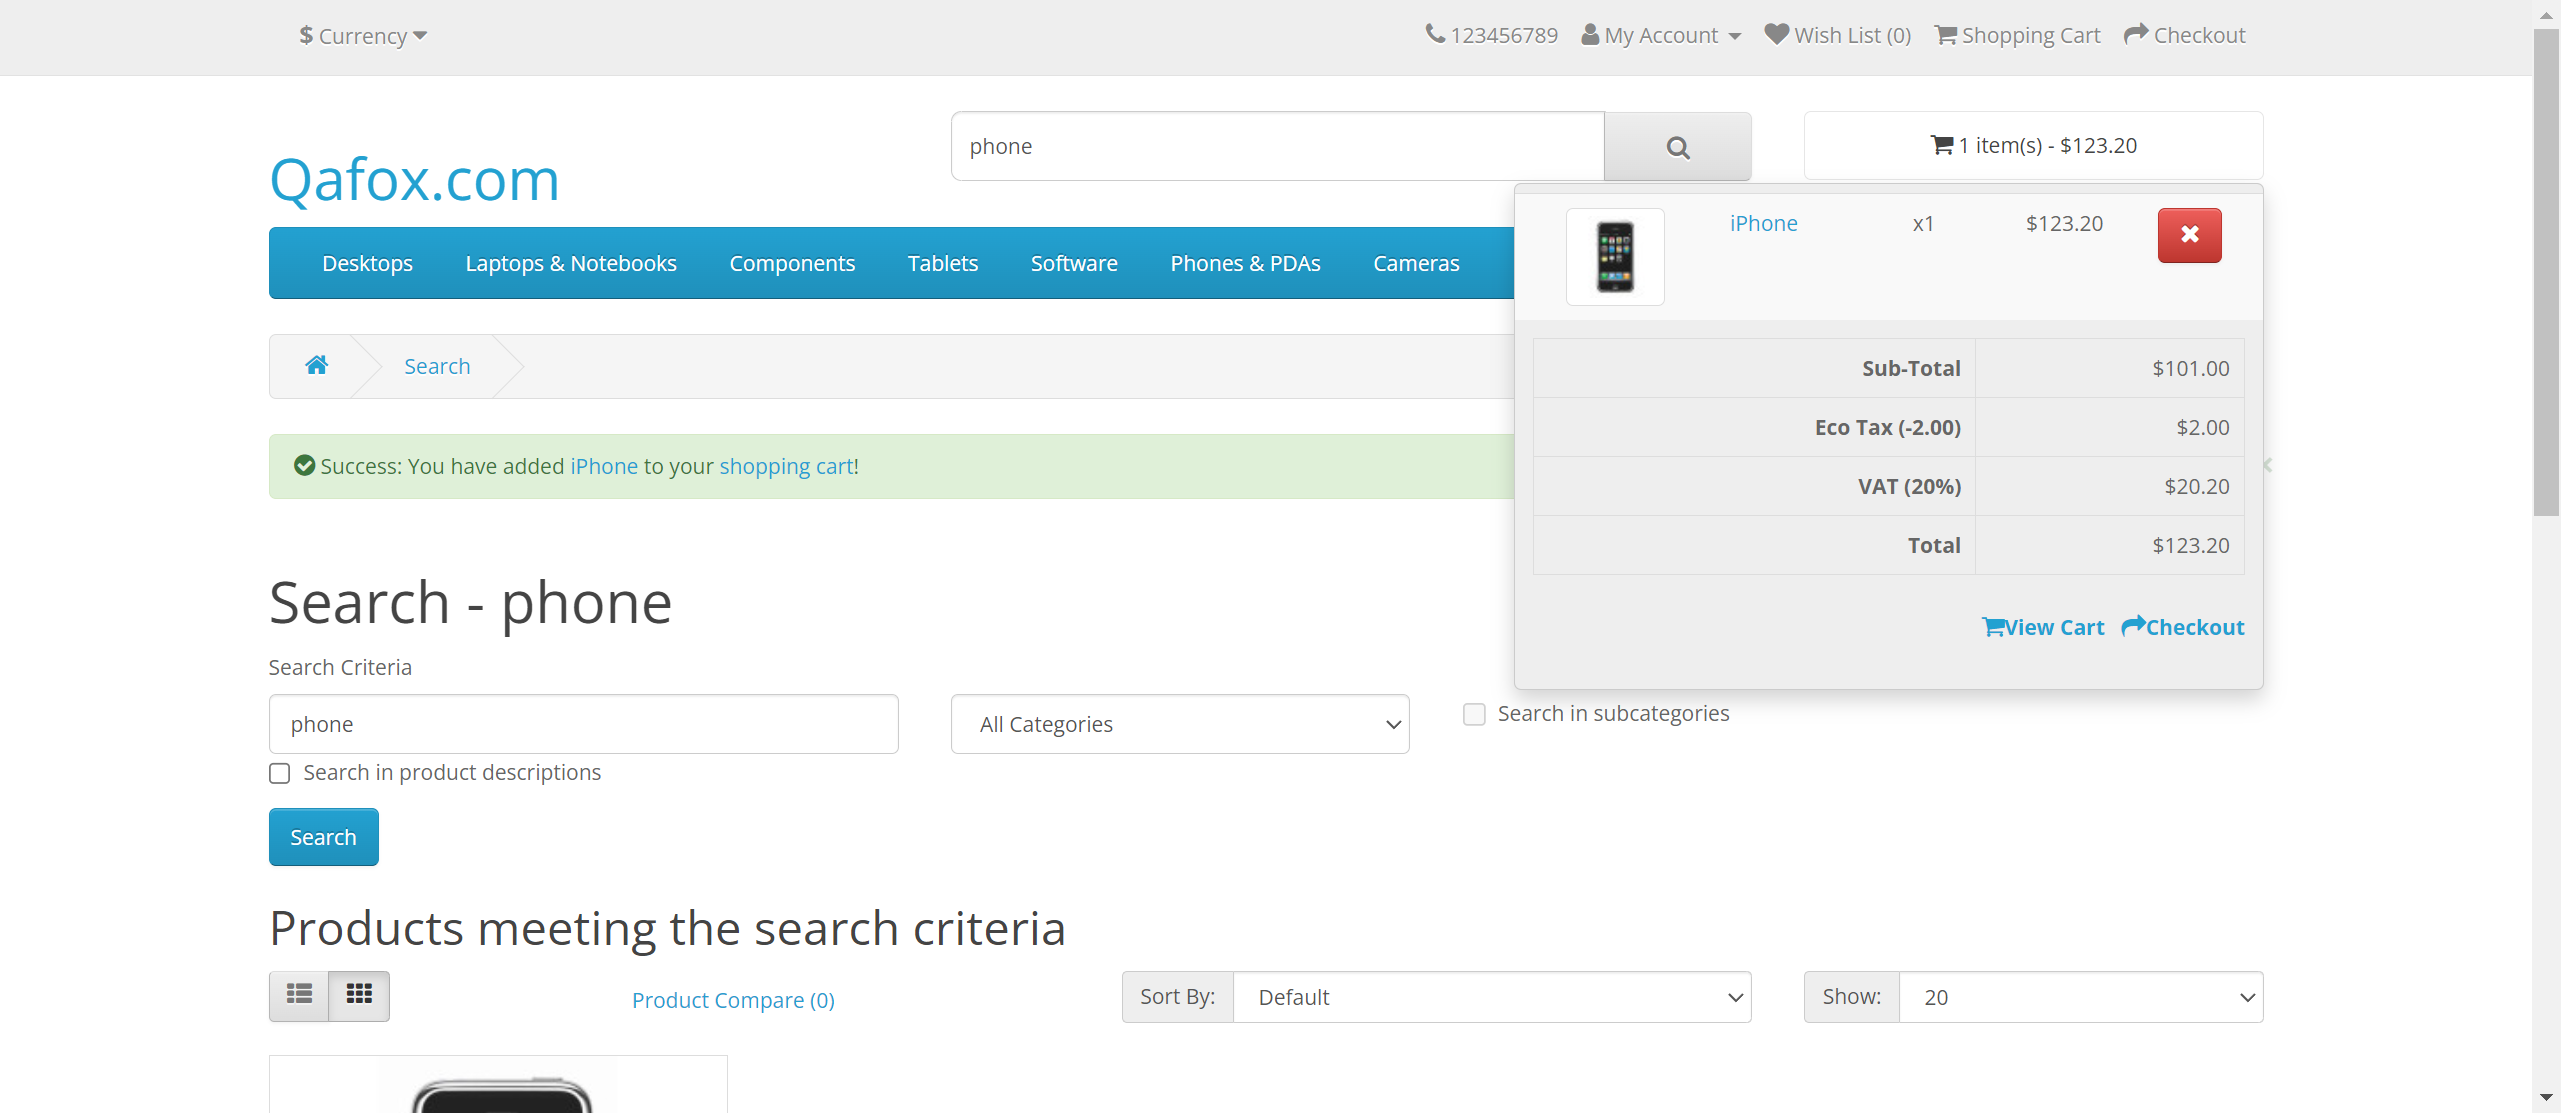 $ Currency
123456789 My Account Wish List (0) Shopping Cart Checkout
Qafox.com
phone
1 item(s) - $123.20
iPhone x1 $123.20
Desktops Laptops & Notebooks Components Tablets Software Phones & PDAs Cameras
Search
Sub-Total $101.00
Eco Tax (-2.00) $2.00
VAT (20%) $20.20
Total $123.20
View Cart Checkout
Success: You have added iPhone to your shopping cart!
Search - phone
Search Criteria
phone
All Categories
Search in subcategories
Search in product descriptions
Search
Products meeting the search criteria
Product Compare (0)
Sort By: Default
Show: 20